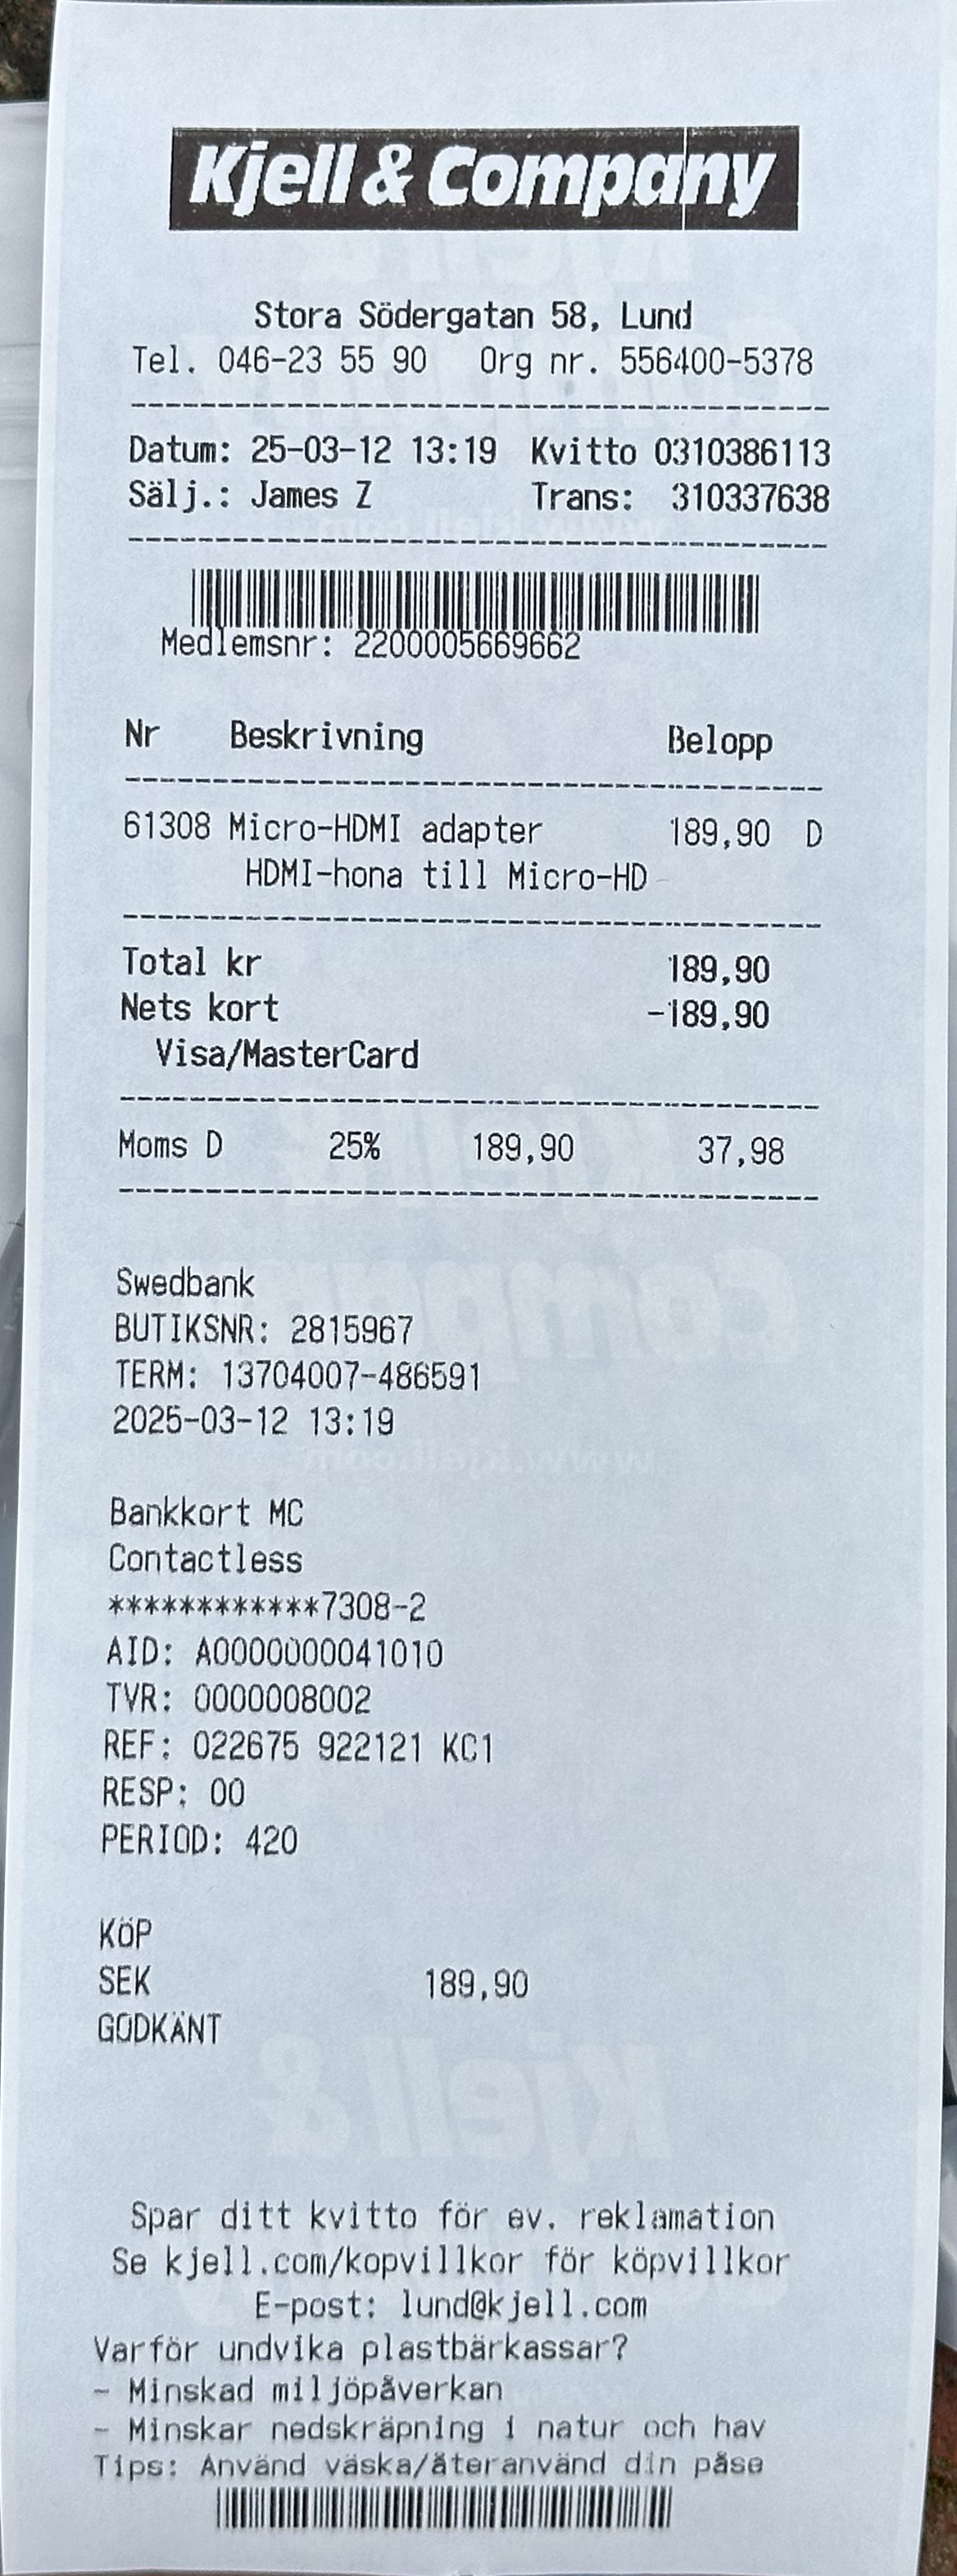 Kjell & Company
Stora Södergatan 58, Lund
Tel. 046-23 55 90 Org nr. 556400-5378
Datum: 25-03-12 13:19 Kvitto 0310386113
Sälj.: James Z Trans: 310337638
Medlemsnr: 2200005669662
Nr Beskrivning Belopp
61308 Micro-HDMI adapter 189,90 D
HDMI-hona till Micro-HD
Total kr 189,90
Nets kort -189,90
Visa/MasterCard
Moms D 25% 189,90 37,98
Swedbank
BUTIKSNR: 2815967
TERM: 13704007-486591
2025-03-12 13:19
Bankkort MC
Contactless
************7308-2
AID: A0000000041010
TVR: 0000008002
REF: 022675 922121 KC1
RESP: 00
PERIOD: 420
KÖP
SEK 189,90
GODKÄNT
Spar ditt kvitto för ev. reklamation
Se kjell.com/kopvillkor för köpvillkor
E-post: lund@kjell.com
Varför undvika plastbärkassar?
- Minskad miljöpåverkan
- Minskar nedskräpning i natur och hav
Tips: Använd väska/återanvänd din påse